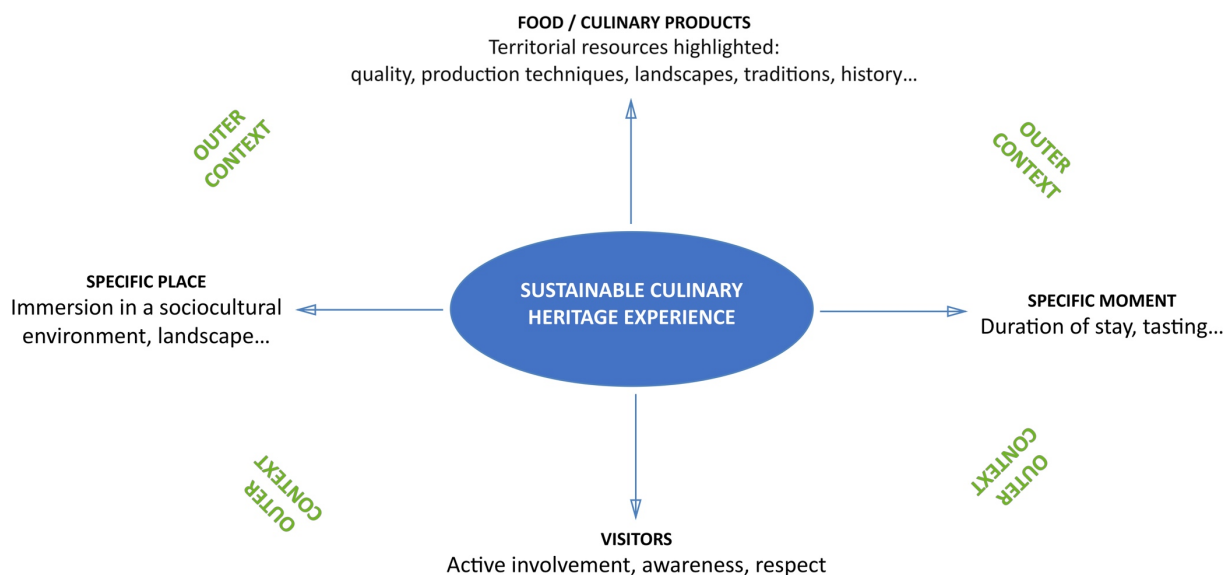 FOOD / CULINARY PRODUCTS
Territorial resources highlighted:
quality, production techniques, landscapes, traditions, history…
OUTER
CONTEXT
OUTER
CONTEXT
SPECIFIC PLACE
Immersion in a sociocultural
environment, landscape…
SUSTAINABLE CULINARY
HERITAGE EXPERIENCE
SPECIFIC MOMENT
Duration of stay, tasting…
OUTER
CONTEXT
OUTER
CONTEXT
VISITORS
Active involvement, awareness, respect